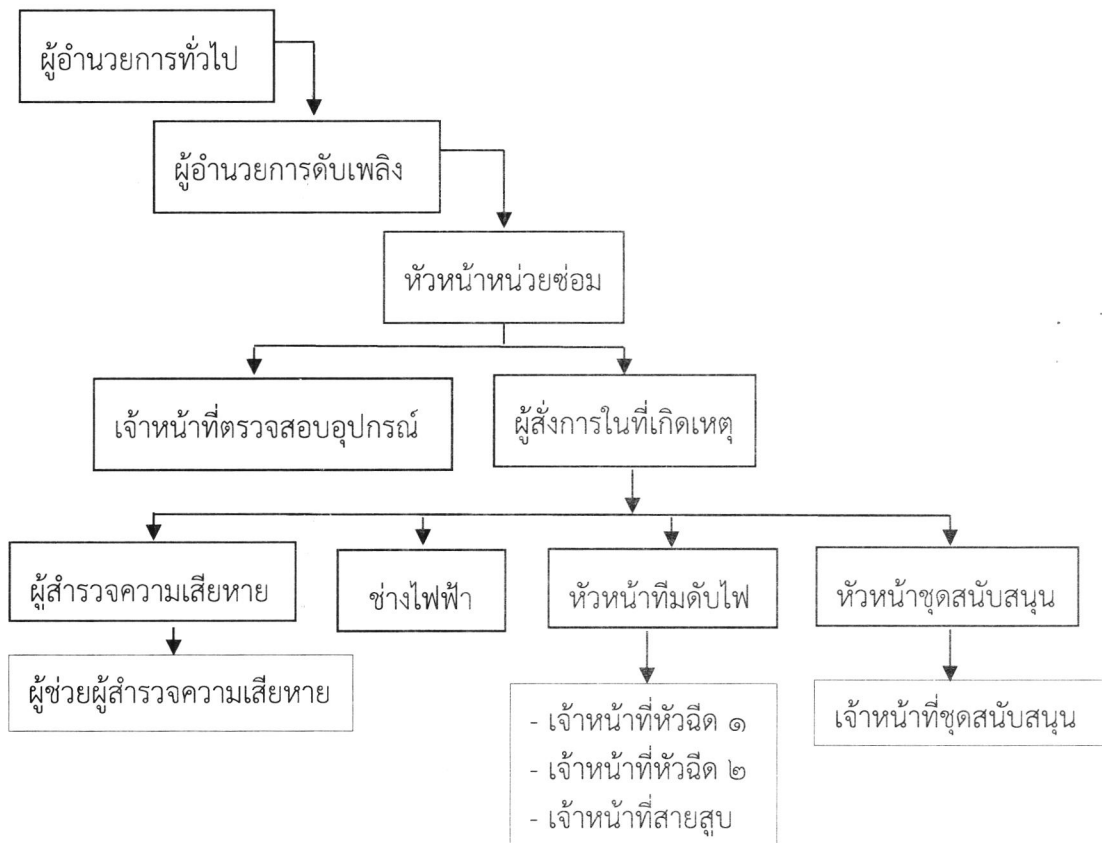 ผู้อำนวยการทั่วไป
ผู้อำนวยการดับเพลิง
หัวหน้าหน่วยซ่อม
เจ้าหน้าที่ตรวจสอบอุปกรณ์
ผู้สั่งการในที่เกิดเหตุ
ผู้สำรวจความเสียหาย
ช่างไฟฟ้า
หัวหน้าทีมดับไฟ
หัวหน้าชุดสนับสนุน
ผู้ช่วยผู้สำรวจความเสียหาย
- เจ้าหน้าที่หัวฉีด ๑
- เจ้าหน้าที่หัวฉีด ๒
- เจ้าหน้าที่สายสูบ
เจ้าหน้าที่ชุดสนับสนุน